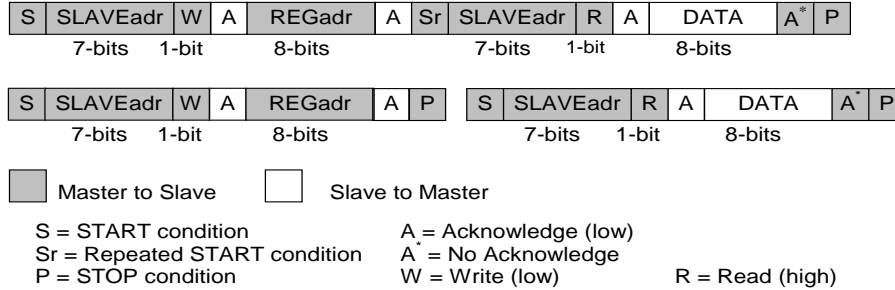 S SLAVEadr W A REGadr A Sr SLAVEadr R A DATA A* P
7-bits 1-bit 8-bits 7-bits 1-bit 8-bits
S SLAVEadr W A REGadr A P S SLAVEadr R A DATA A* P
7-bits 1-bit 8-bits 7-bits 1-bit 8-bits
Master to Slave Slave to Master
S = START condition A = Acknowledge (low)
Sr = Repeated START condition A* = No Acknowledge
P = STOP condition W = Write (low) R = Read (high)